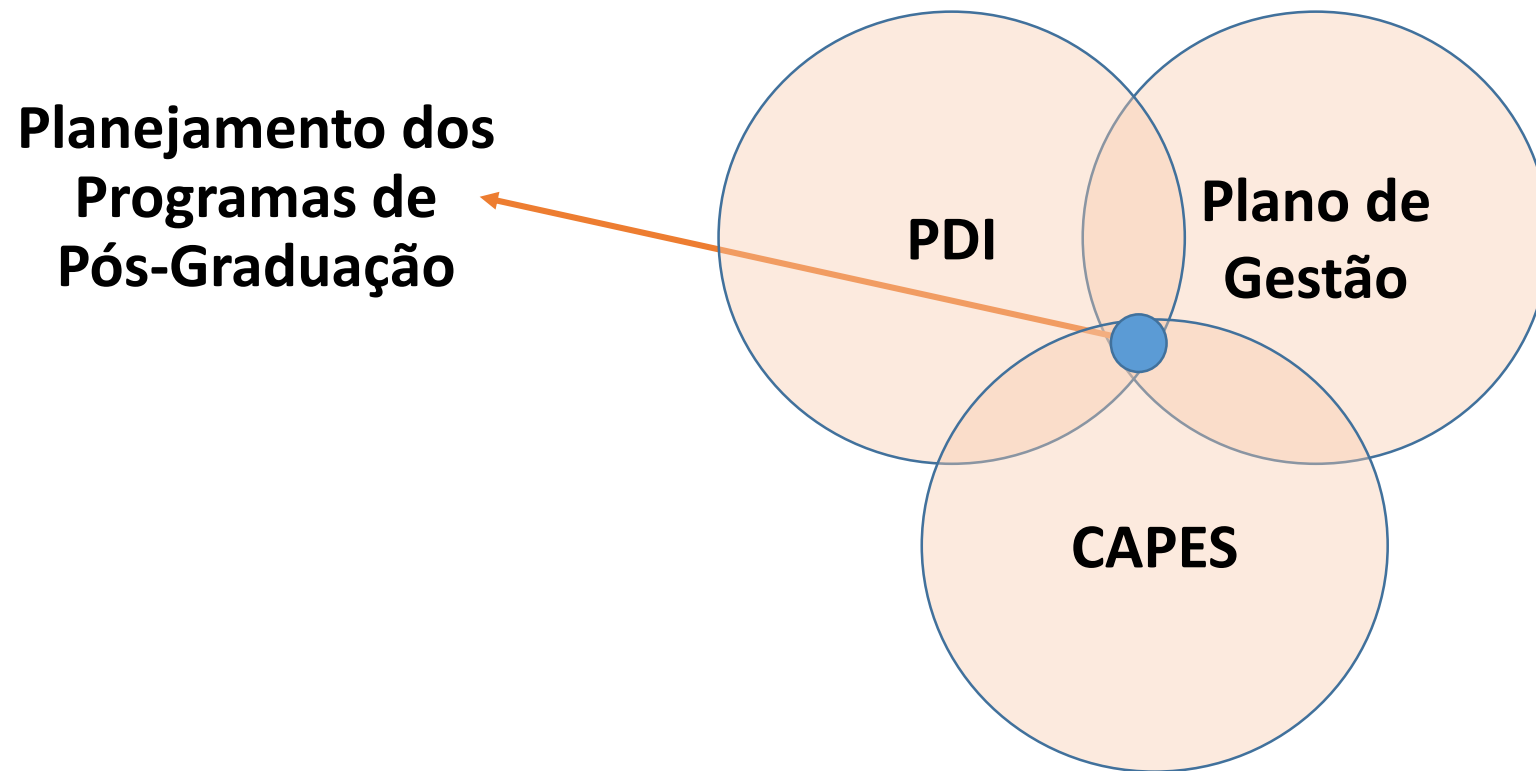 Planejamento dos
Programas de
Pós-Graduação
PDI
Plano de
Gestão
CAPES